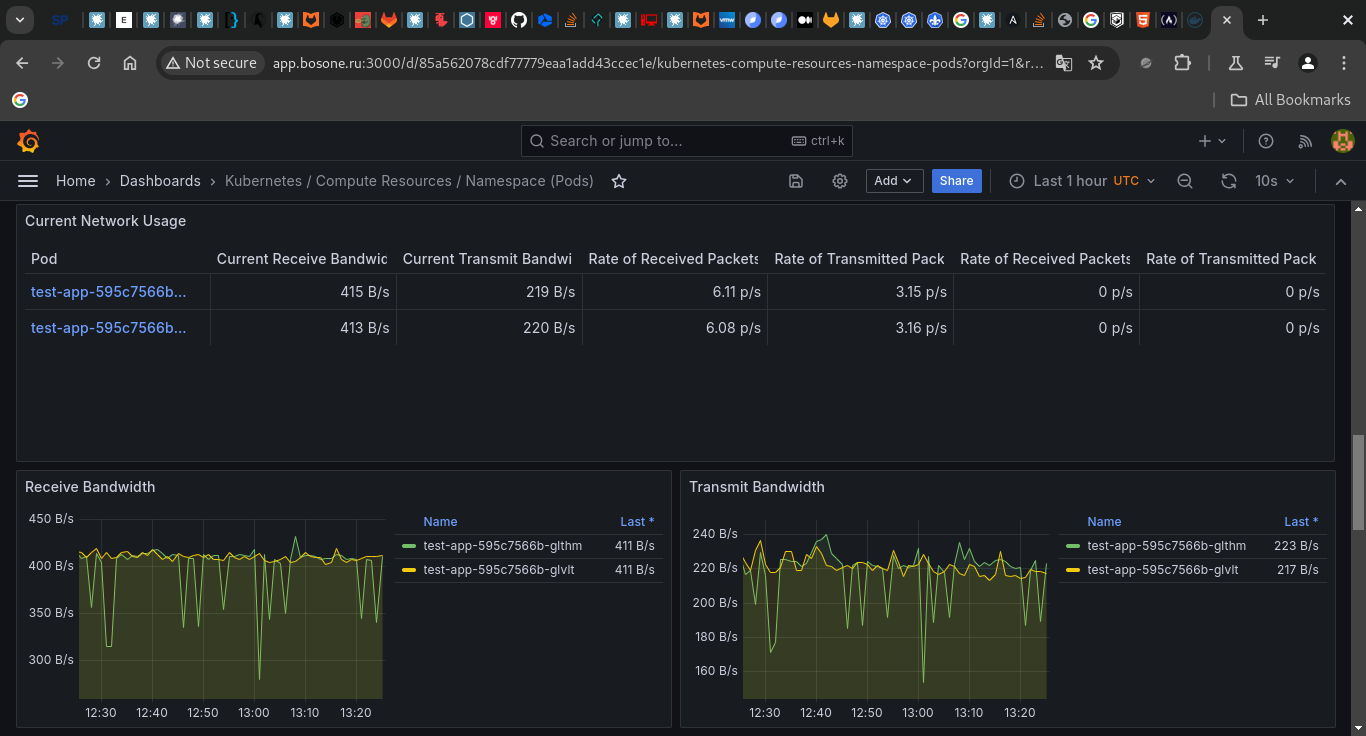 SP
E
vmw
A
Not secure
app.bosone.ru:3000/d/85a562078cdf77779eaa1add43ccec1e/kubernetes-compute-resources-namespace-pods?orgId=1&r...
All Bookmarks
Search or jump to...
ctrl+k
Home
Dashboards
Kubernetes / Compute Resources / Namespace (Pods)
Add
Share
Last 1 hour UTC
10s
Current Network Usage
Pod Current Receive Bandwid Current Transmit Bandwi Rate of Received Packets Rate of Transmitted Pack Rate of Received Packets Rate of Transmitted Pack
test-app-595c7566b... 415 B/s 219 B/s 6.11 p/s 3.15 p/s 0 p/s 0 p/s
test-app-595c7566b... 413 B/s 220 B/s 6.08 p/s 3.16 p/s 0 p/s 0 p/s
Receive Bandwidth
450 B/s
400 B/s
350 B/s
300 B/s
12:30 12:40 12:50 13:00 13:10 13:20
Name Last *
test-app-595c7566b-glthm 411 B/s
test-app-595c7566b-glvlt 411 B/s
Transmit Bandwidth
240 B/s
220 B/s
200 B/s
180 B/s
160 B/s
12:30 12:40 12:50 13:00 13:10 13:20
Name Last *
test-app-595c7566b-glthm 223 B/s
test-app-595c7566b-glvlt 217 B/s